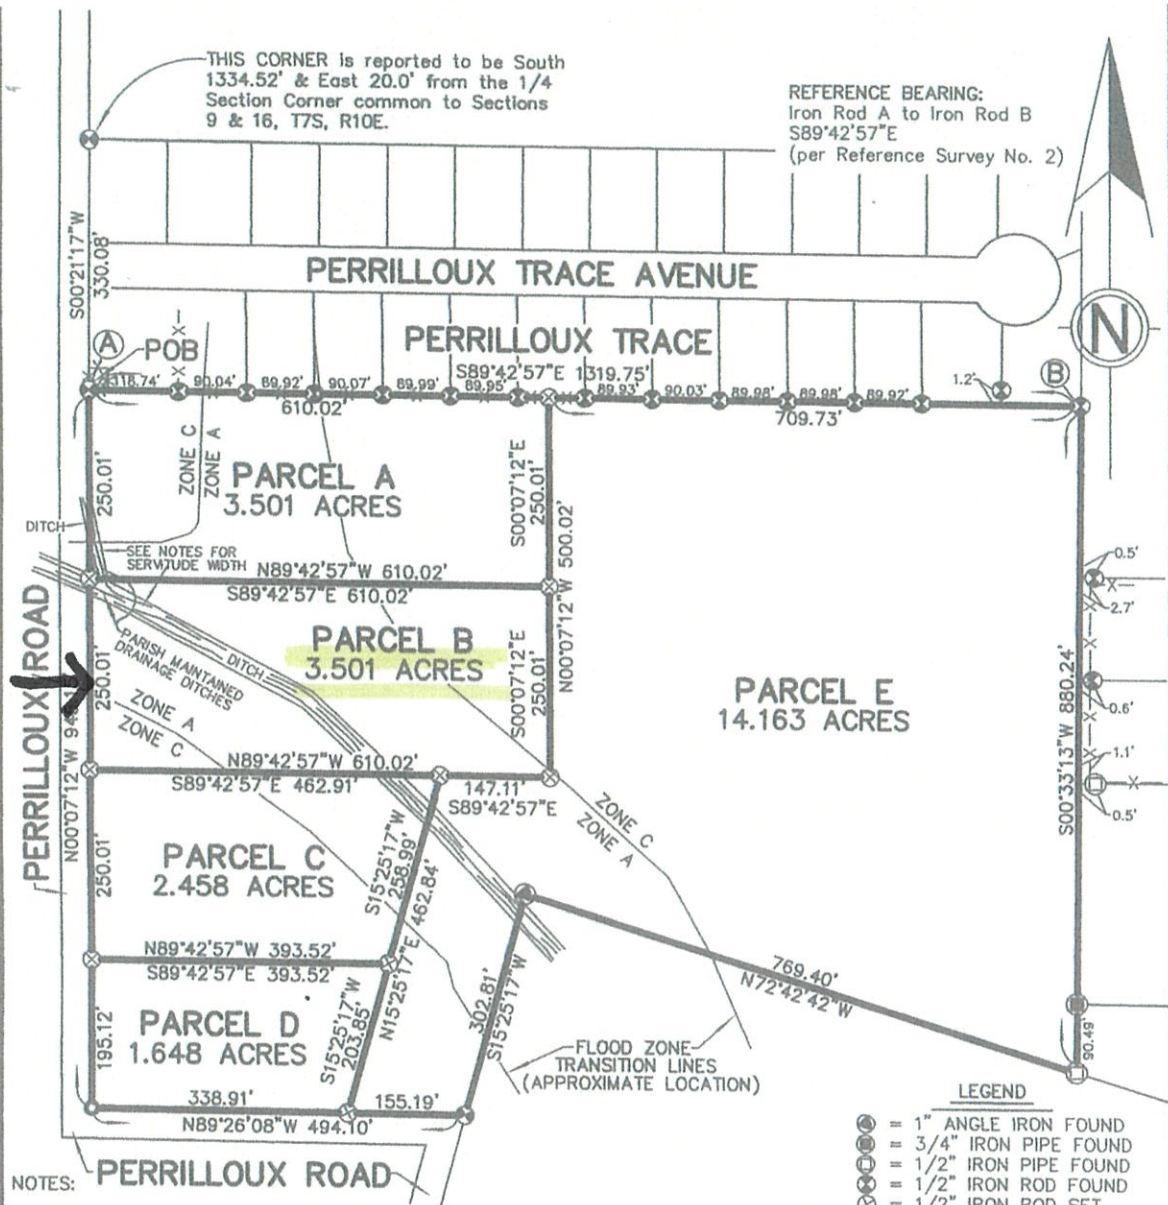 THIS CORNER is reported to be South
1334.52' & East 20.0' from the 1/4
Section Corner common to Sections
9 & 16, T7S, R10E.
REFERENCE BEARING:
Iron Rod A to Iron Rod B
S89°42'57"E
(per Reference Survey No. 2)
S00°21'17"W
330.08'
PERRILLOUX TRACE AVENUE
N
PERRILLOUX TRACE
S89°42'57"E 1319.75'
A
POB
B
118.74' 90.04' 89.92' 90.07' 89.99' 89.95' 89.93' 90.03' 89.98' 89.98' 89.92' 1.2'
610.02'
709.73'
ZONE C
ZONE A
250.01'
PARCEL A
3.501 ACRES
S00°07'12"E
250.01'
N00°07'12"W 500.02'
DITCH
SEE NOTES FOR
SERVITUDE WIDTH
N89°42'57"W 610.02'
S89°42'57"E 610.02'
0.5'
2.7'
0.6'
1.1'
0.5'
PERRILLOUX ROAD
PARISH MAINTAINED
DRAINAGE DITCHES
DITCH
PARCEL B
3.501 ACRES
250.01'
S00°07'12"E
250.01'
PARCEL E
14.163 ACRES
S00°33'13"W 880.24'
ZONE A
ZONE C
N00°07'12"W
N89°42'57"W 610.02'
S89°42'57"E 462.91'
147.11'
S89°42'57"E
ZONE C
ZONE A
250.01'
PARCEL C
2.458 ACRES
S15°25'17"W
258.99'
N15°25'17"E 462.84'
N89°42'57"W 393.52'
S89°42'57"E 393.52'
195.12'
PARCEL D
1.648 ACRES
S15°25'17"W
203.85'
302.81'
S15°25'17"W
769.40'
N72°42'42"W
90.49'
FLOOD ZONE
TRANSITION LINES
(APPROXIMATE LOCATION)
338.91'
155.19'
N89°26'08"W 494.10'
PERRILLOUX ROAD
NOTES:
LEGEND
= 1" ANGLE IRON FOUND
= 3/4" IRON PIPE FOUND
= 1/2" IRON PIPE FOUND
= 1/2" IRON ROD FOUND
= 1/2" IRON ROD SET